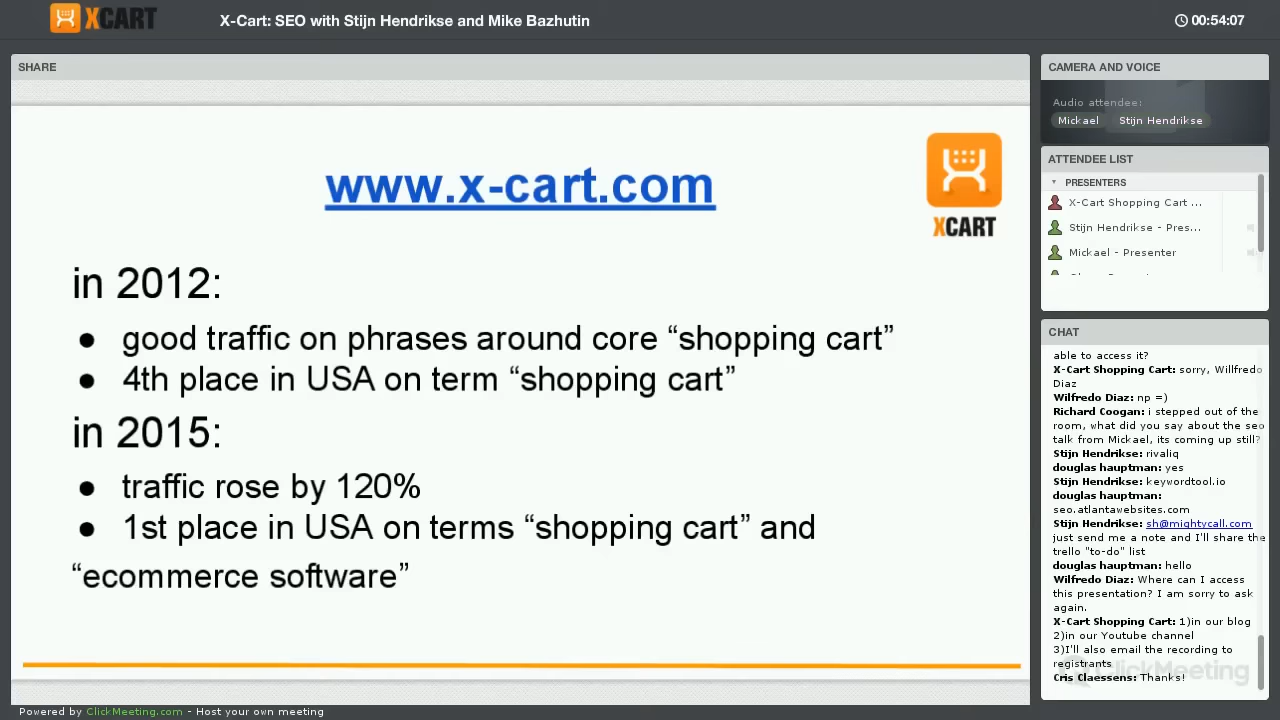 XCART
X-Cart: SEO with Stijn Hendrikse and Mike Bazhutin
00:54:07
SHARE
www.x-cart.com
XCART
in 2012:
● good traffic on phrases around core “shopping cart”
● 4th place in USA on term “shopping cart”
in 2015:
● traffic rose by 120%
● 1st place in USA on terms “shopping cart” and
“ecommerce software”
CAMERA AND VOICE
Audio attendee:
Mickael Stijn Hendrikse
ATTENDEE LIST
PRESENTERS
X-Cart Shopping Cart ...
Stijn Hendrikse - Pres...
Mickael - Presenter
CHAT
able to access it?
X-Cart Shopping Cart: sorry, Willfredo
Diaz
Wilfredo Diaz: np =)
Richard Coogan: i stepped out of the
room, what did you say about the seo
talk from Mickael, its coming up still?
Stijn Hendrikse: rivaliq
douglas hauptman: yes
Stijn Hendrikse: keywordtool.io
douglas hauptman:
seo.atlantawebsites.com
Stijn Hendrikse: sh@mightycall.com
just send me a note and I'll share the
trello "to-do" list
douglas hauptman: hello
Wilfredo Diaz: Where can I access
this presentation? I am sorry to ask
again.
X-Cart Shopping Cart: 1)in our blog
2)in our Youtube channel
3)I'll also email the recording to
registrants
Cris Claessens: Thanks!
ClickMeeting
Powered by ClickMeeting.com - Host your own meeting